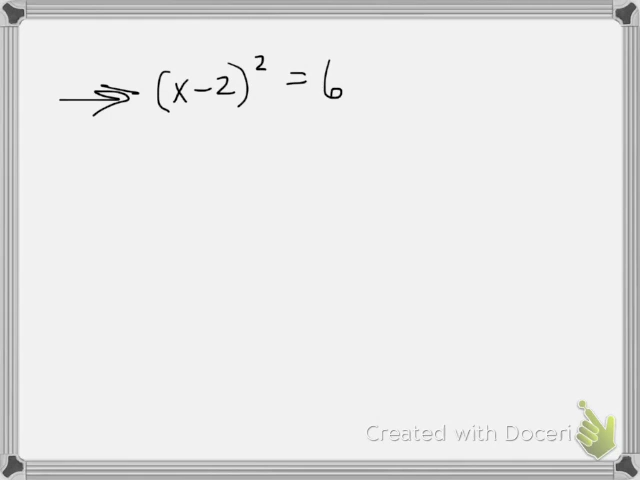 (x-2)² = 6
Created with Doceri